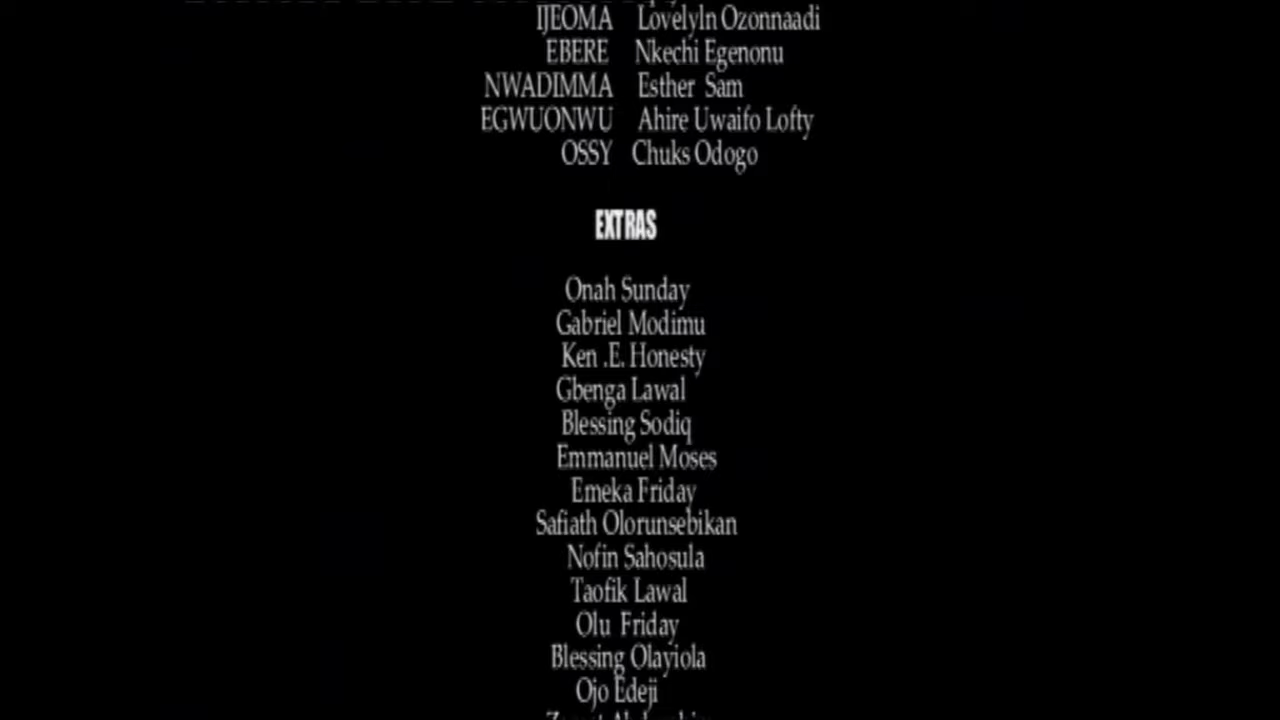 IJEOMA Lovelyln Ozonnaadi
EBERE Nkechi Egenonu
NWADIMMA Esther Sam
EGWUONWU Ahire Uwaifo Lofty
OSSY Chuks Odogo
EXTRAS
Onah Sunday
Gabriel Modimu
Ken .E. Honesty
Gbenga Lawal
Blessing Sodiq
Emmanuel Moses
Emeka Friday
Safiath Olorunsebikan
Nofin Sahosula
Taofik Lawal
Olu Friday
Blessing Olayiola
Ojo Edeji